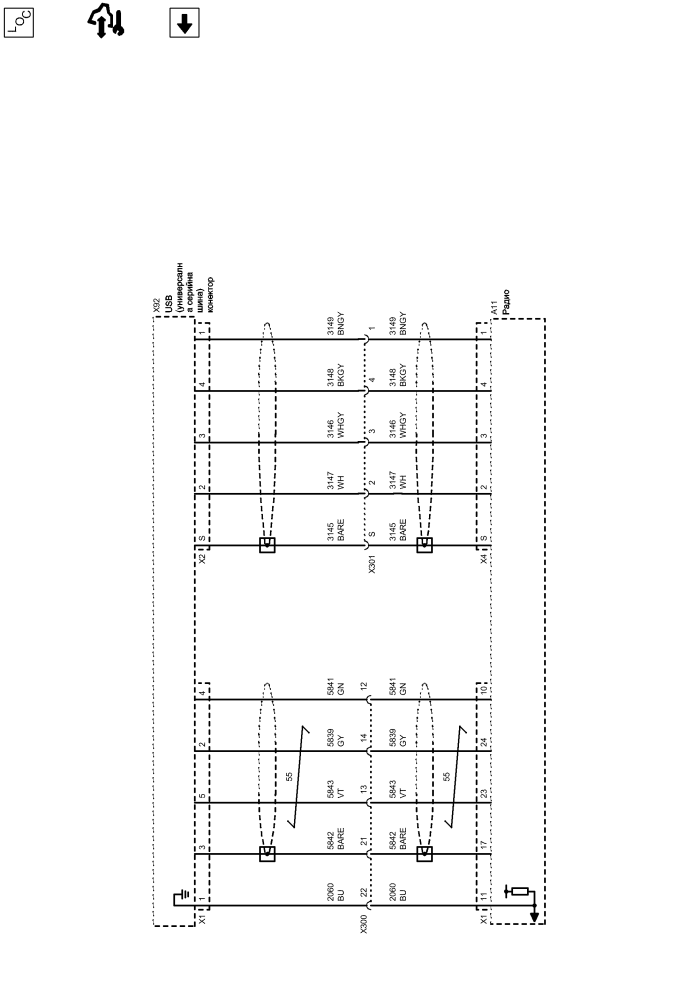 LOC
X92
USB
(универсалн
а серийна
шина)
конектор
A11
Радио
1
3149
BNGY
1
3149
BNGY
1
4
3148
BKGY
4
3148
BKGY
4
3
3146
WHGY
3
3146
WHGY
3
2
3147
WH
2
3147
WH
2
S
3145
BARE
S
3145
BARE
S
X2
X301
X4
4
5841
GN
12
5841
GN
10
2
5839
GY
14
5839
GY
24
55
55
5
5843
VT
13
5843
VT
23
3
5842
BARE
21
5842
BARE
17
1
2060
BU
22
2060
BU
11
X1
X300
X1